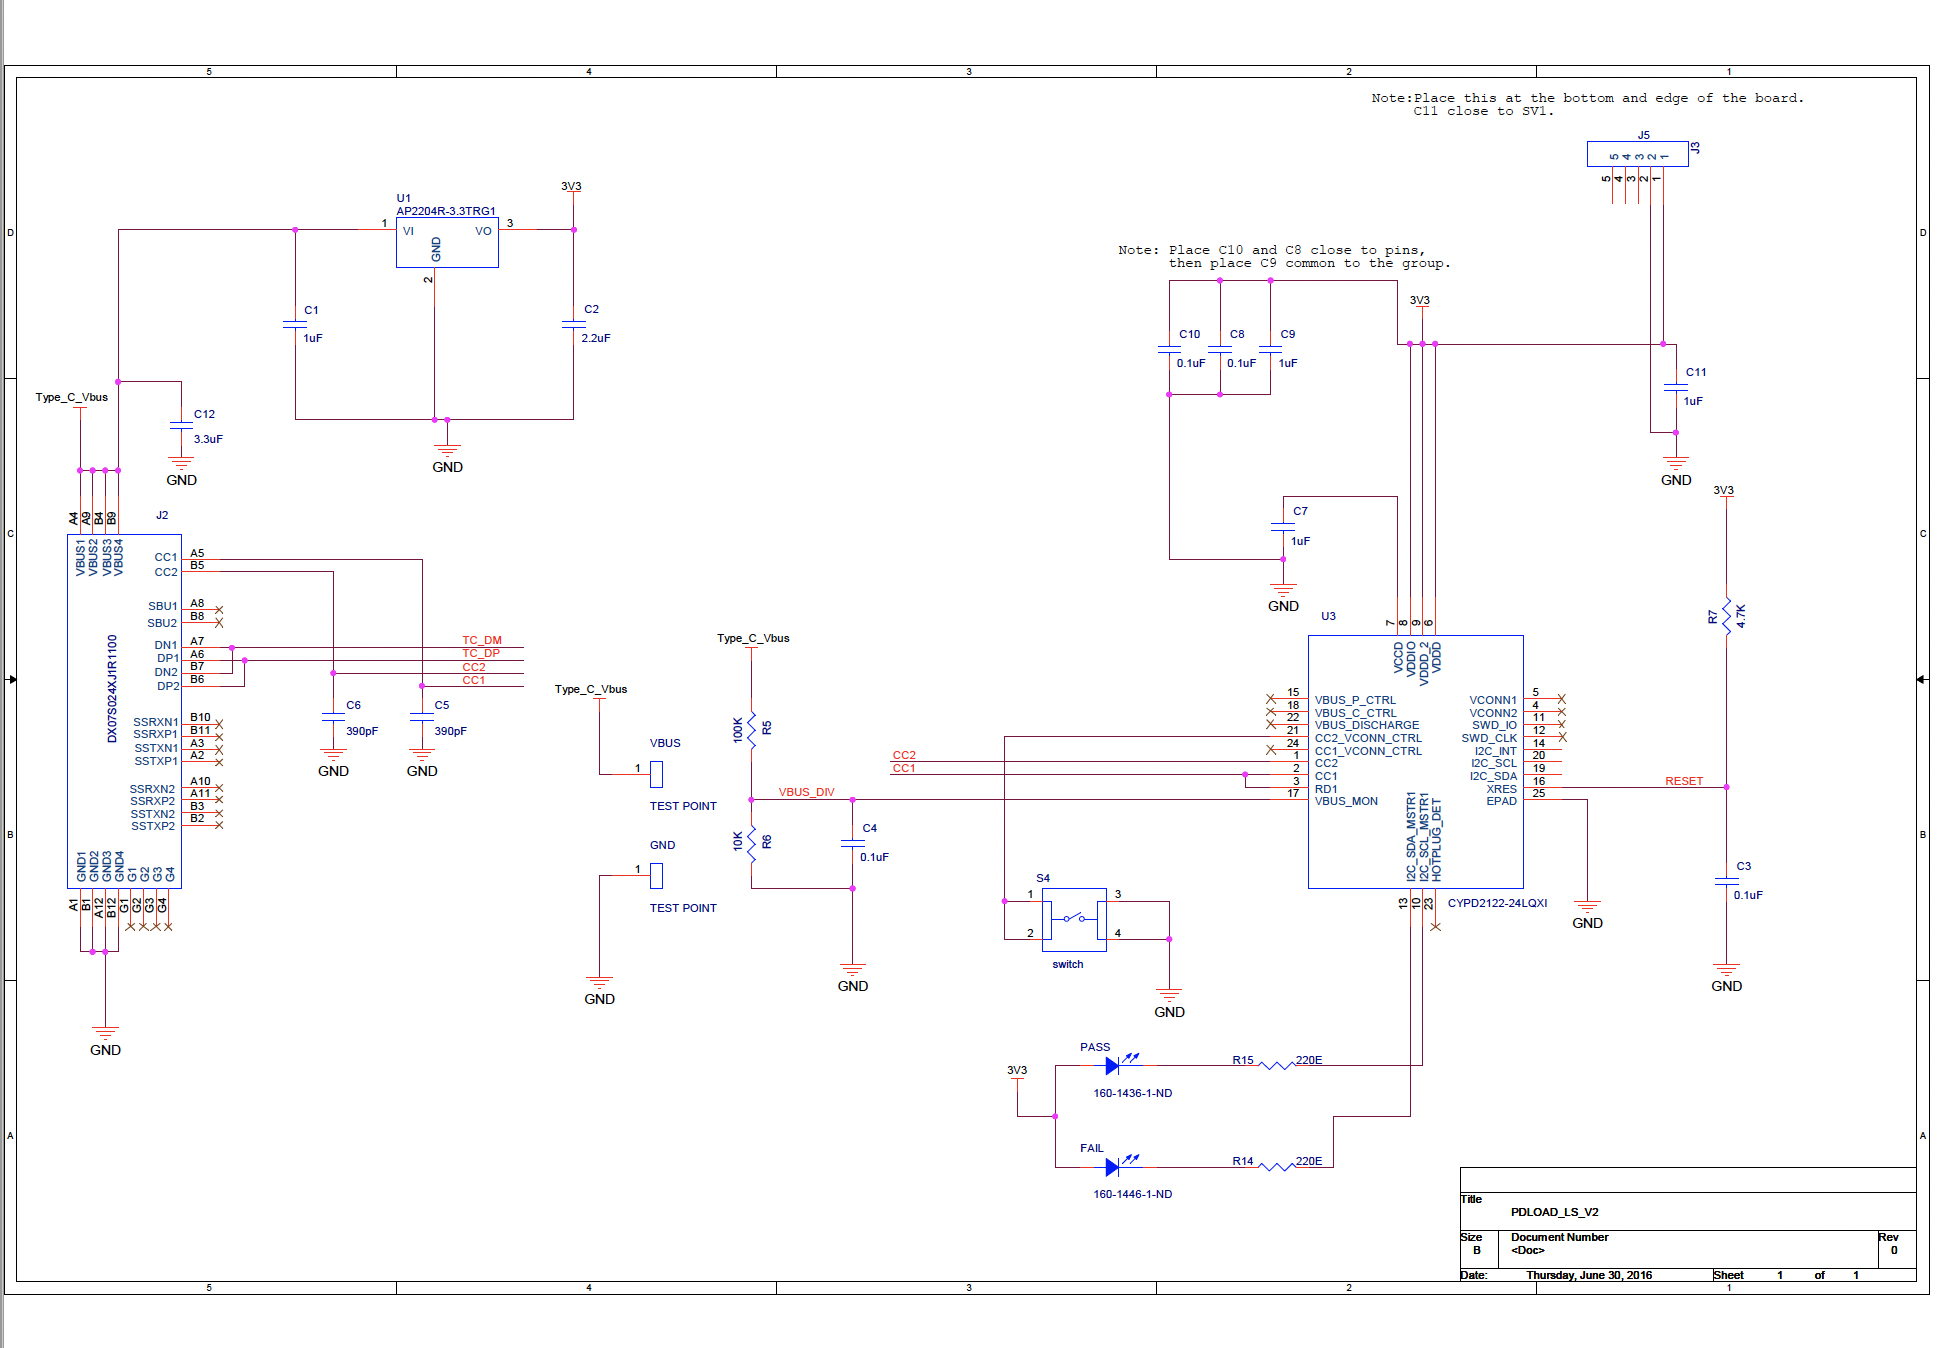 5 4 3 2 1
Note:Place this at the bottom and edge of the board.
C11 close to SV1.
J5
J3
5 4 3 2 1
5 4 3 2 1
D
D
U1
AP2204R-3.3TRG1
1 VI VO 3
GND
2
3V3
C1
1uF
C2
2.2uF
GND
Note: Place C10 and C8 close to pins,
then place C9 common to the group.
C10
0.1uF
C8
0.1uF
C9
1uF
3V3
C11
1uF
GND
Type_C_Vbus
C12
3.3uF
GND
C
C
C7
1uF
GND
3V3
R7
4.7K
J2
A4 A9 B4 B9
VBUS1 VBUS2 VBUS3 VBUS4
DX07S024XJ1R1100
CC1 A5
CC2 B5
SBU1 A8
SBU2 B8
DN1 A7
DP1 A6
DN2 B7
DP2 B6
SSRXN1 B10
SSRXP1 B11
SSTXN1 A3
SSTXP1 A2
SSRXN2 A10
SSRXP2 A11
SSTXN2 B3
SSTXP2 B2
GND1 GND2 GND3 GND4 G1 G2 G3 G4
A1 B1 A12 B12 G1 G2 G3 G4
GND
TC_DM
TC_DP
CC2
CC1
C6
390pF
GND
C5
390pF
GND
Type_C_Vbus
VBUS
1
TEST POINT
GND
1
TEST POINT
GND
Type_C_Vbus
100K R5
VBUS_DIV
10K R6
C4
0.1uF
GND
CC2
CC1
U3
7 8 9 6
VCCD VDDIO VDDD_2 VDDD
15 VBUS_P_CTRL
18 VBUS_C_CTRL
22 VBUS_DISCHARGE
21 CC2_VCONN_CTRL
24 CC1_VCONN_CTRL
1 CC2
2 CC1
3 RD1
17 VBUS_MON
VCONN1 5
VCONN2 4
SWD_IO 11
SWD_CLK 12
I2C_INT 14
I2C_SCL 20
I2C_SDA 19
XRES 16
EPAD 25
I2C_SDA_MSTR1 I2C_SCL_MSTR1 HOTPLUG_DET
13 10 23
CYPD2122-24LQXI
GND
RESET
C3
0.1uF
GND
B
B
S4
1 3
2 4
switch
GND
A
A
3V3
PASS
160-1436-1-ND
R15 220E
FAIL
160-1446-1-ND
R14 220E
Title
PDLOAD_LS_V2
Size Document Number Rev
B <Doc> 0
Date: Thursday, June 30, 2016 Sheet 1 of 1
5 4 3 2 1